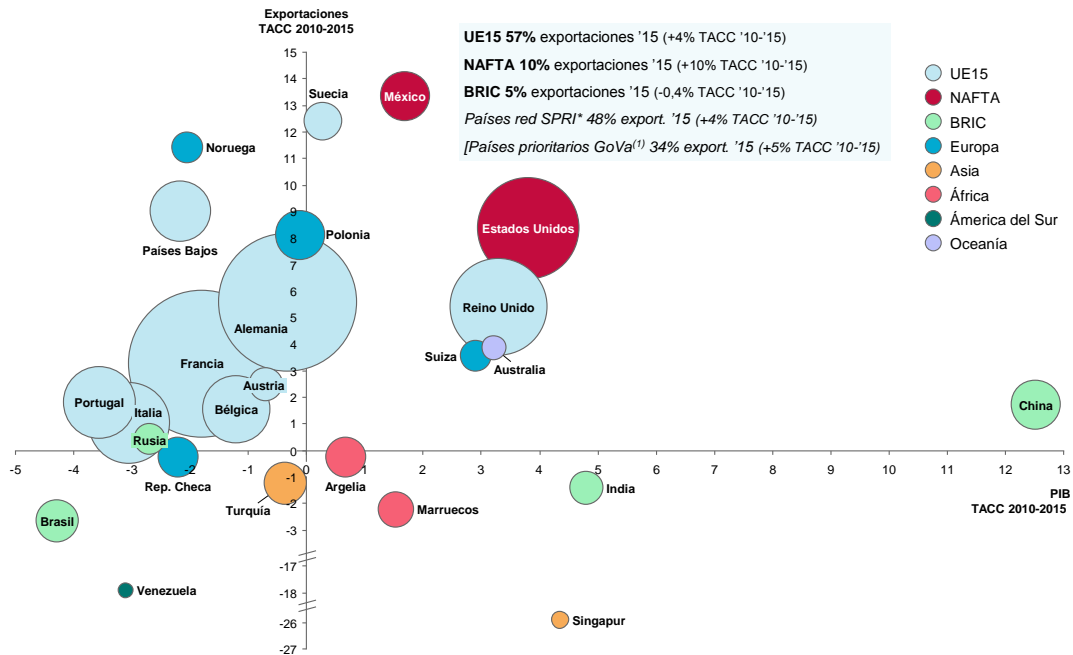 Exportaciones
TACC 2010-2015
UE15 57% exportaciones ’15 (+4% TACC ’10-’15)
NAFTA 10% exportaciones ’15 (+10% TACC ’10-’15)
BRIC 5% exportaciones ’15 (-0,4% TACC ’10-’15)
Países red SPRI* 48% export. ’15 (+4% TACC ’10-’15)
[Países prioritarios GoVa(1) 34% export. ’15 (+5% TACC ’10-’15)
UE15
NAFTA
BRIC
Europa
Asia
África
Ámerica del Sur
Oceanía
15
14
13
12
11
10
9
8
7
6
5
4
3
2
1
0
-1
-2
-3
-17
-18
-26
-27
Suecia
México
Noruega
Países Bajos
Polonia
Estados Unidos
Alemania
Reino Unido
Francia
Suiza
Australia
Austria
Portugal
Italia
Bélgica
Rusia
China
-5
-4
-3
-2
-1
0
1
2
3
4
5
6
7
8
9
10
11
12
13
Rep. Checa
Turquía
Argelia
India
Marruecos
Brasil
PIB
TACC 2010-2015
Venezuela
Singapur